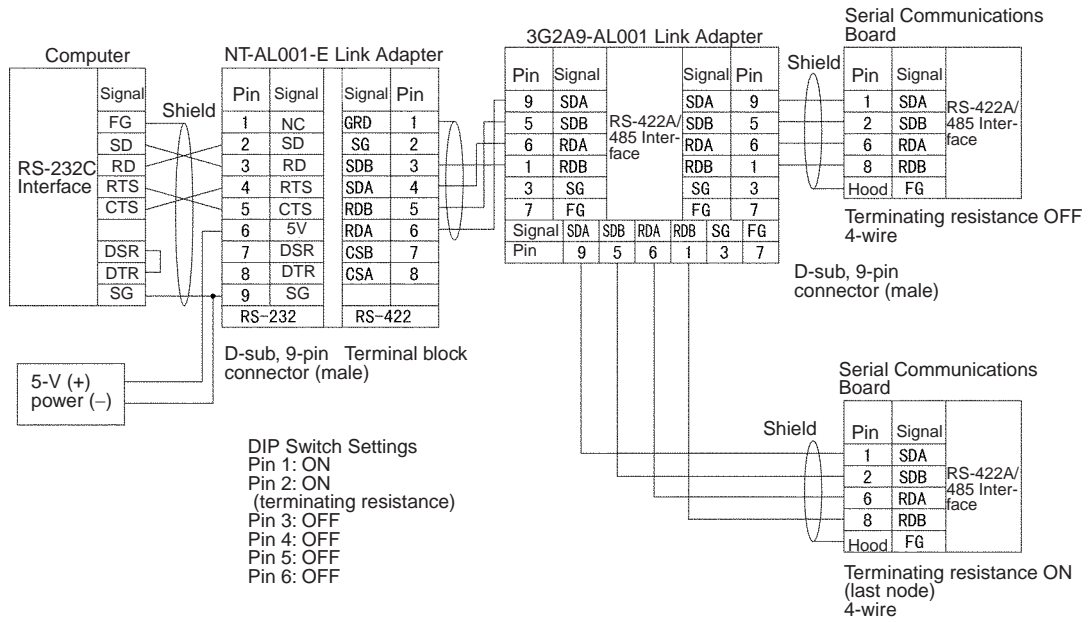 Computer
Signal
FG
SD
RD
RTS
CTS
DSR
DTR
SG
RS-232C
Interface
Shield
5-V (+)
power (–)
NT-AL001-E Link Adapter
Pin Signal Signal Pin
1 NC GRD 1
2 SD SG 2
3 RD SDB 3
4 RTS SDA 4
5 CTS RDB 5
6 5V RDA 6
7 DSR CSB 7
8 DTR CSA 8
9 SG
RS-232 RS-422
D-sub, 9-pin Terminal block
connector (male)
DIP Switch Settings
Pin 1: ON
Pin 2: ON
(terminating resistance)
Pin 3: OFF
Pin 4: OFF
Pin 5: OFF
Pin 6: OFF
3G2A9-AL001 Link Adapter
Pin Signal Signal Pin
9 SDA SDA 9
5 SDB SDB 5
6 RDA RDA 6
1 RDB RDB 1
3 SG SG 3
7 FG FG 7
RS-422A/
485 Inter-
face
Signal SDA SDB RDA RDB SG FG
Pin 9 5 6 1 3 7
D-sub, 9-pin
connector (male)
Shield
Serial Communications
Board
Pin Signal
1 SDA
2 SDB
6 RDA
8 RDB
Hood FG
RS-422A/
485 Inter-
face
Terminating resistance OFF
4-wire
Serial Communications
Board
Shield
Pin Signal
1 SDA
2 SDB
6 RDA
8 RDB
Hood FG
RS-422A/
485 Inter-
face
Terminating resistance ON
(last node)
4-wire